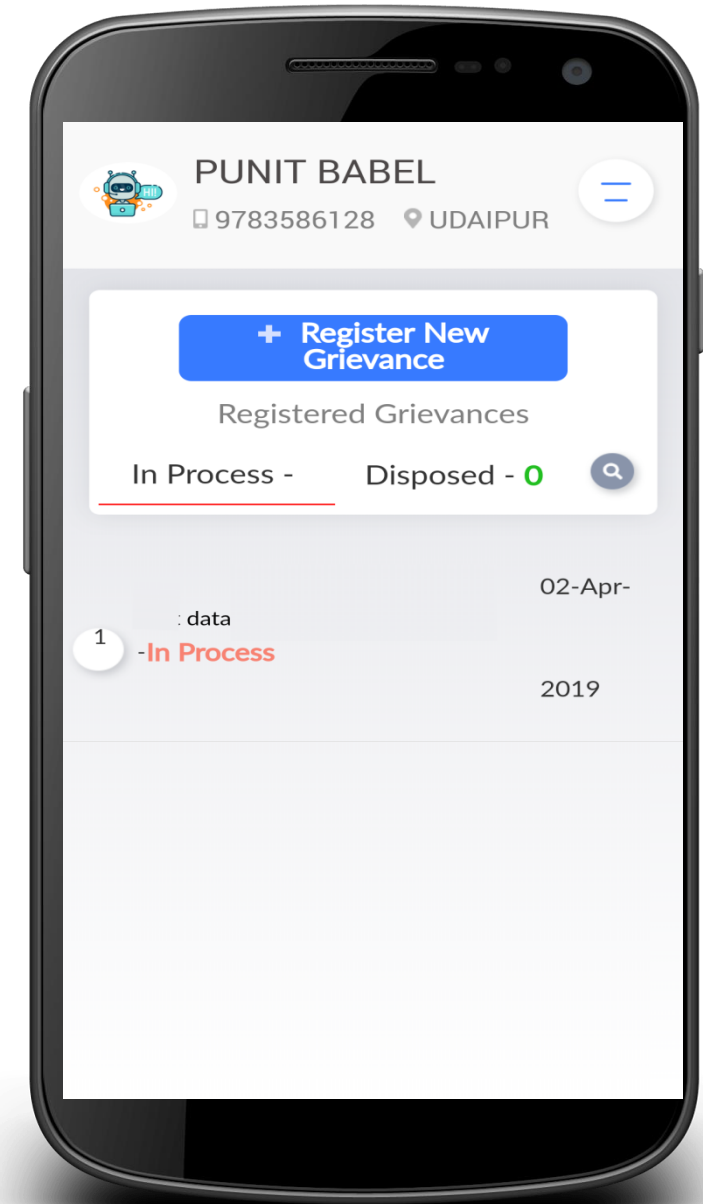 Hi!
PUNIT BABEL
9783586128 UDAIPUR
+ Register New
Grievance
Registered Grievances
In Process - Disposed - 0
02-Apr-
: data
1
-In Process
2019